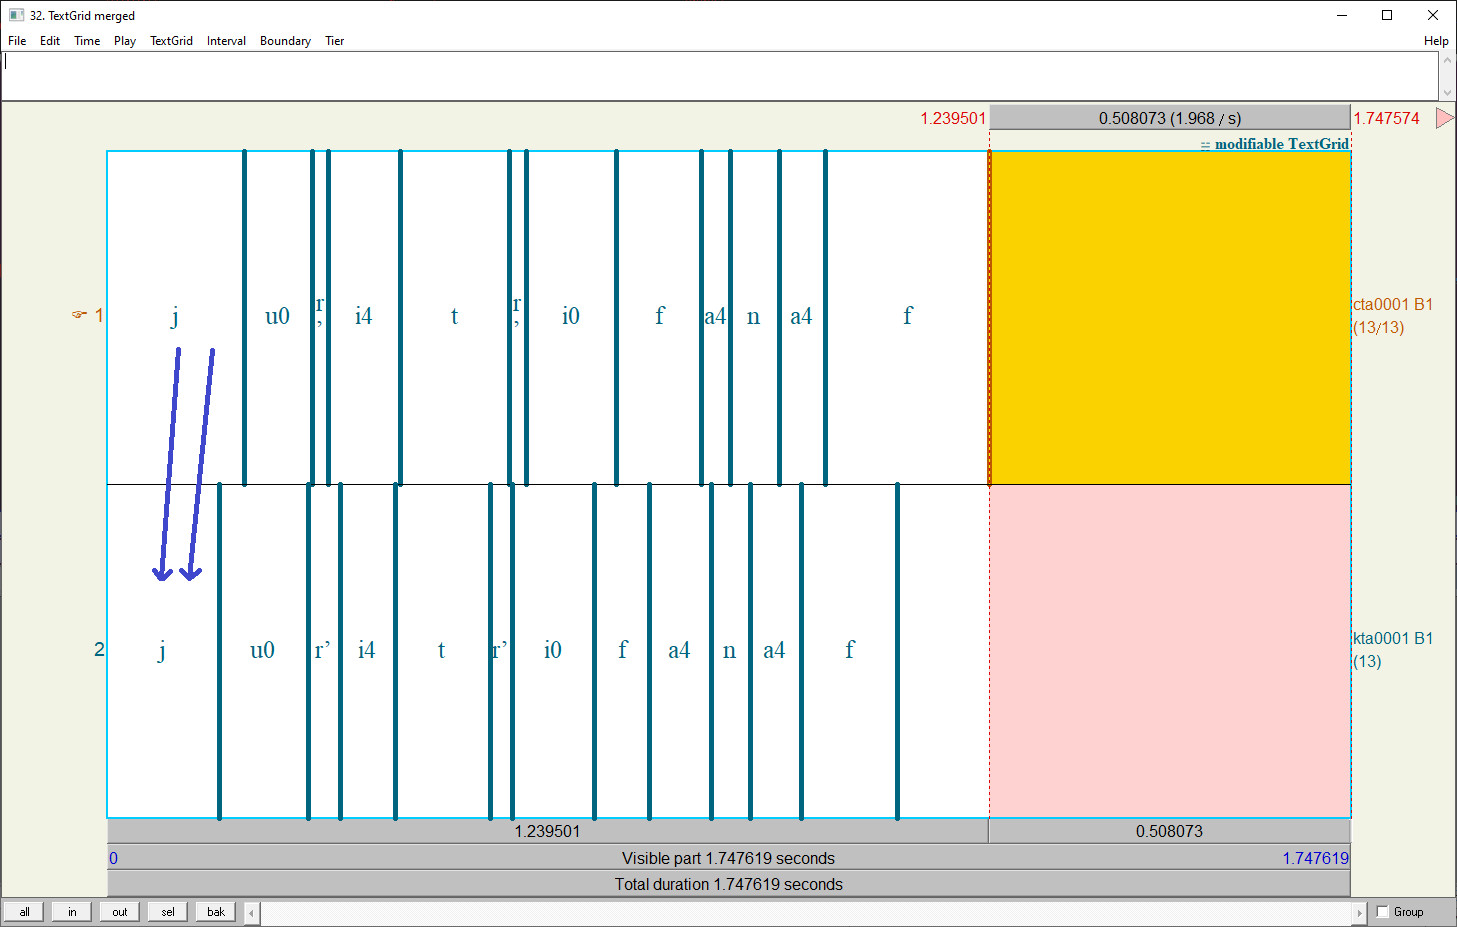 32. TextGrid merged
File Edit Time Play TextGrid Interval Boundary Tier Help
1.239501 0.508073 (1.968 / s) 1.747574
modifiable TextGrid
1 j u0 r’ i4 t r’ i0 f a4 n a4 f cta0001 B1
(13/13)
2 j u0 r’ i4 t r’ i0 f a4 n a4 f kta0001 B1
(13)
1.239501 0.508073
0 Visible part 1.747619 seconds 1.747619
Total duration 1.747619 seconds
all in out sel bak Group